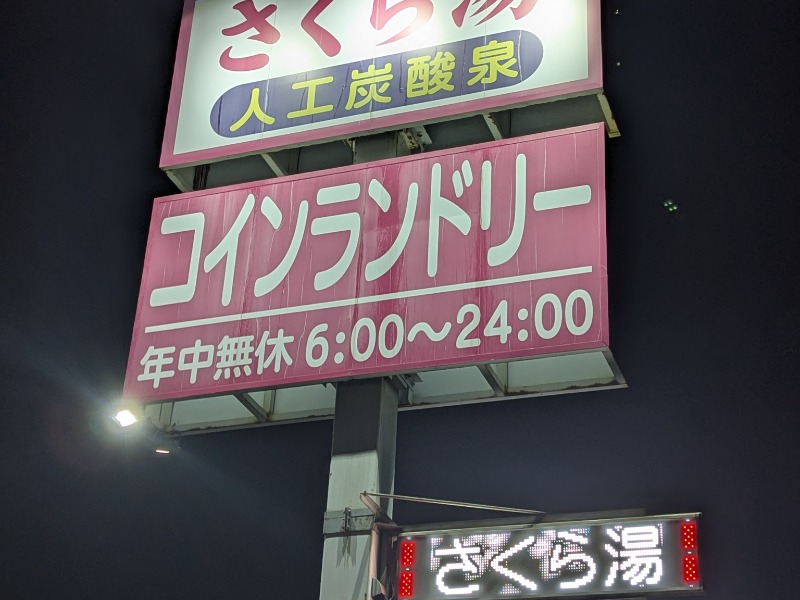 さくら湯
人工炭酸泉
コインランドリー
年中無休 6:00～24:00
さくら湯